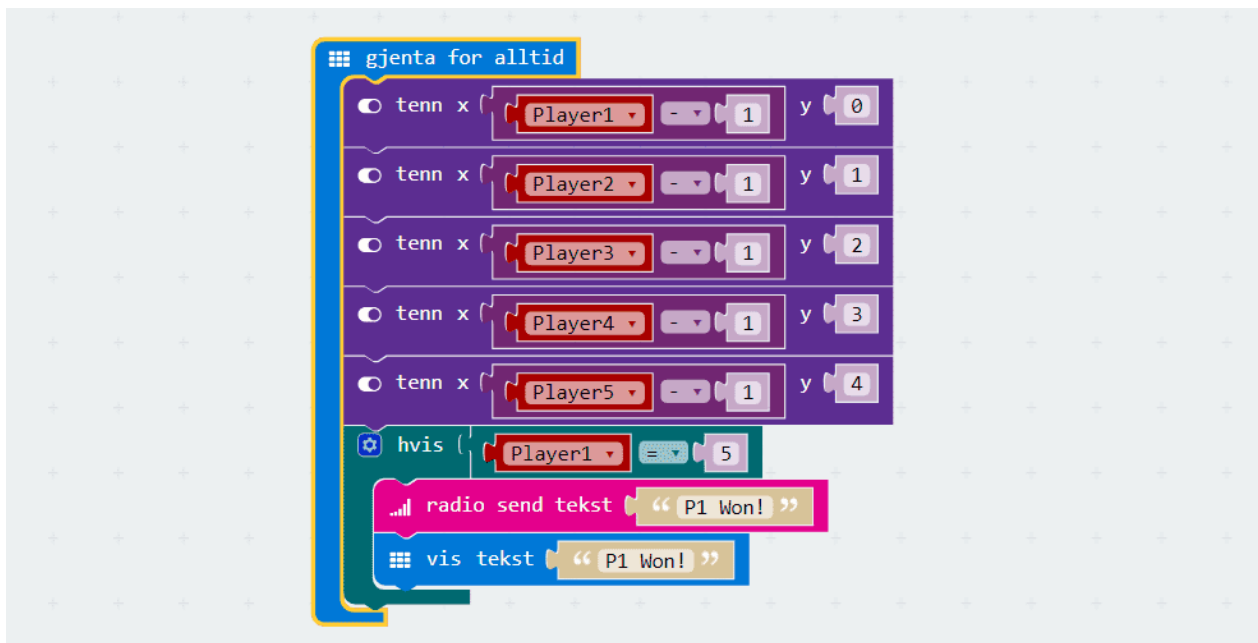 gjenta for alltid
tenn x Player1 - 1 y 0
tenn x Player2 - 1 y 1
tenn x Player3 - 1 y 2
tenn x Player4 - 1 y 3
tenn x Player5 - 1 y 4
hvis Player1 = 5
radio send tekst “ P1 Won! ”
vis tekst “ P1 Won! ”